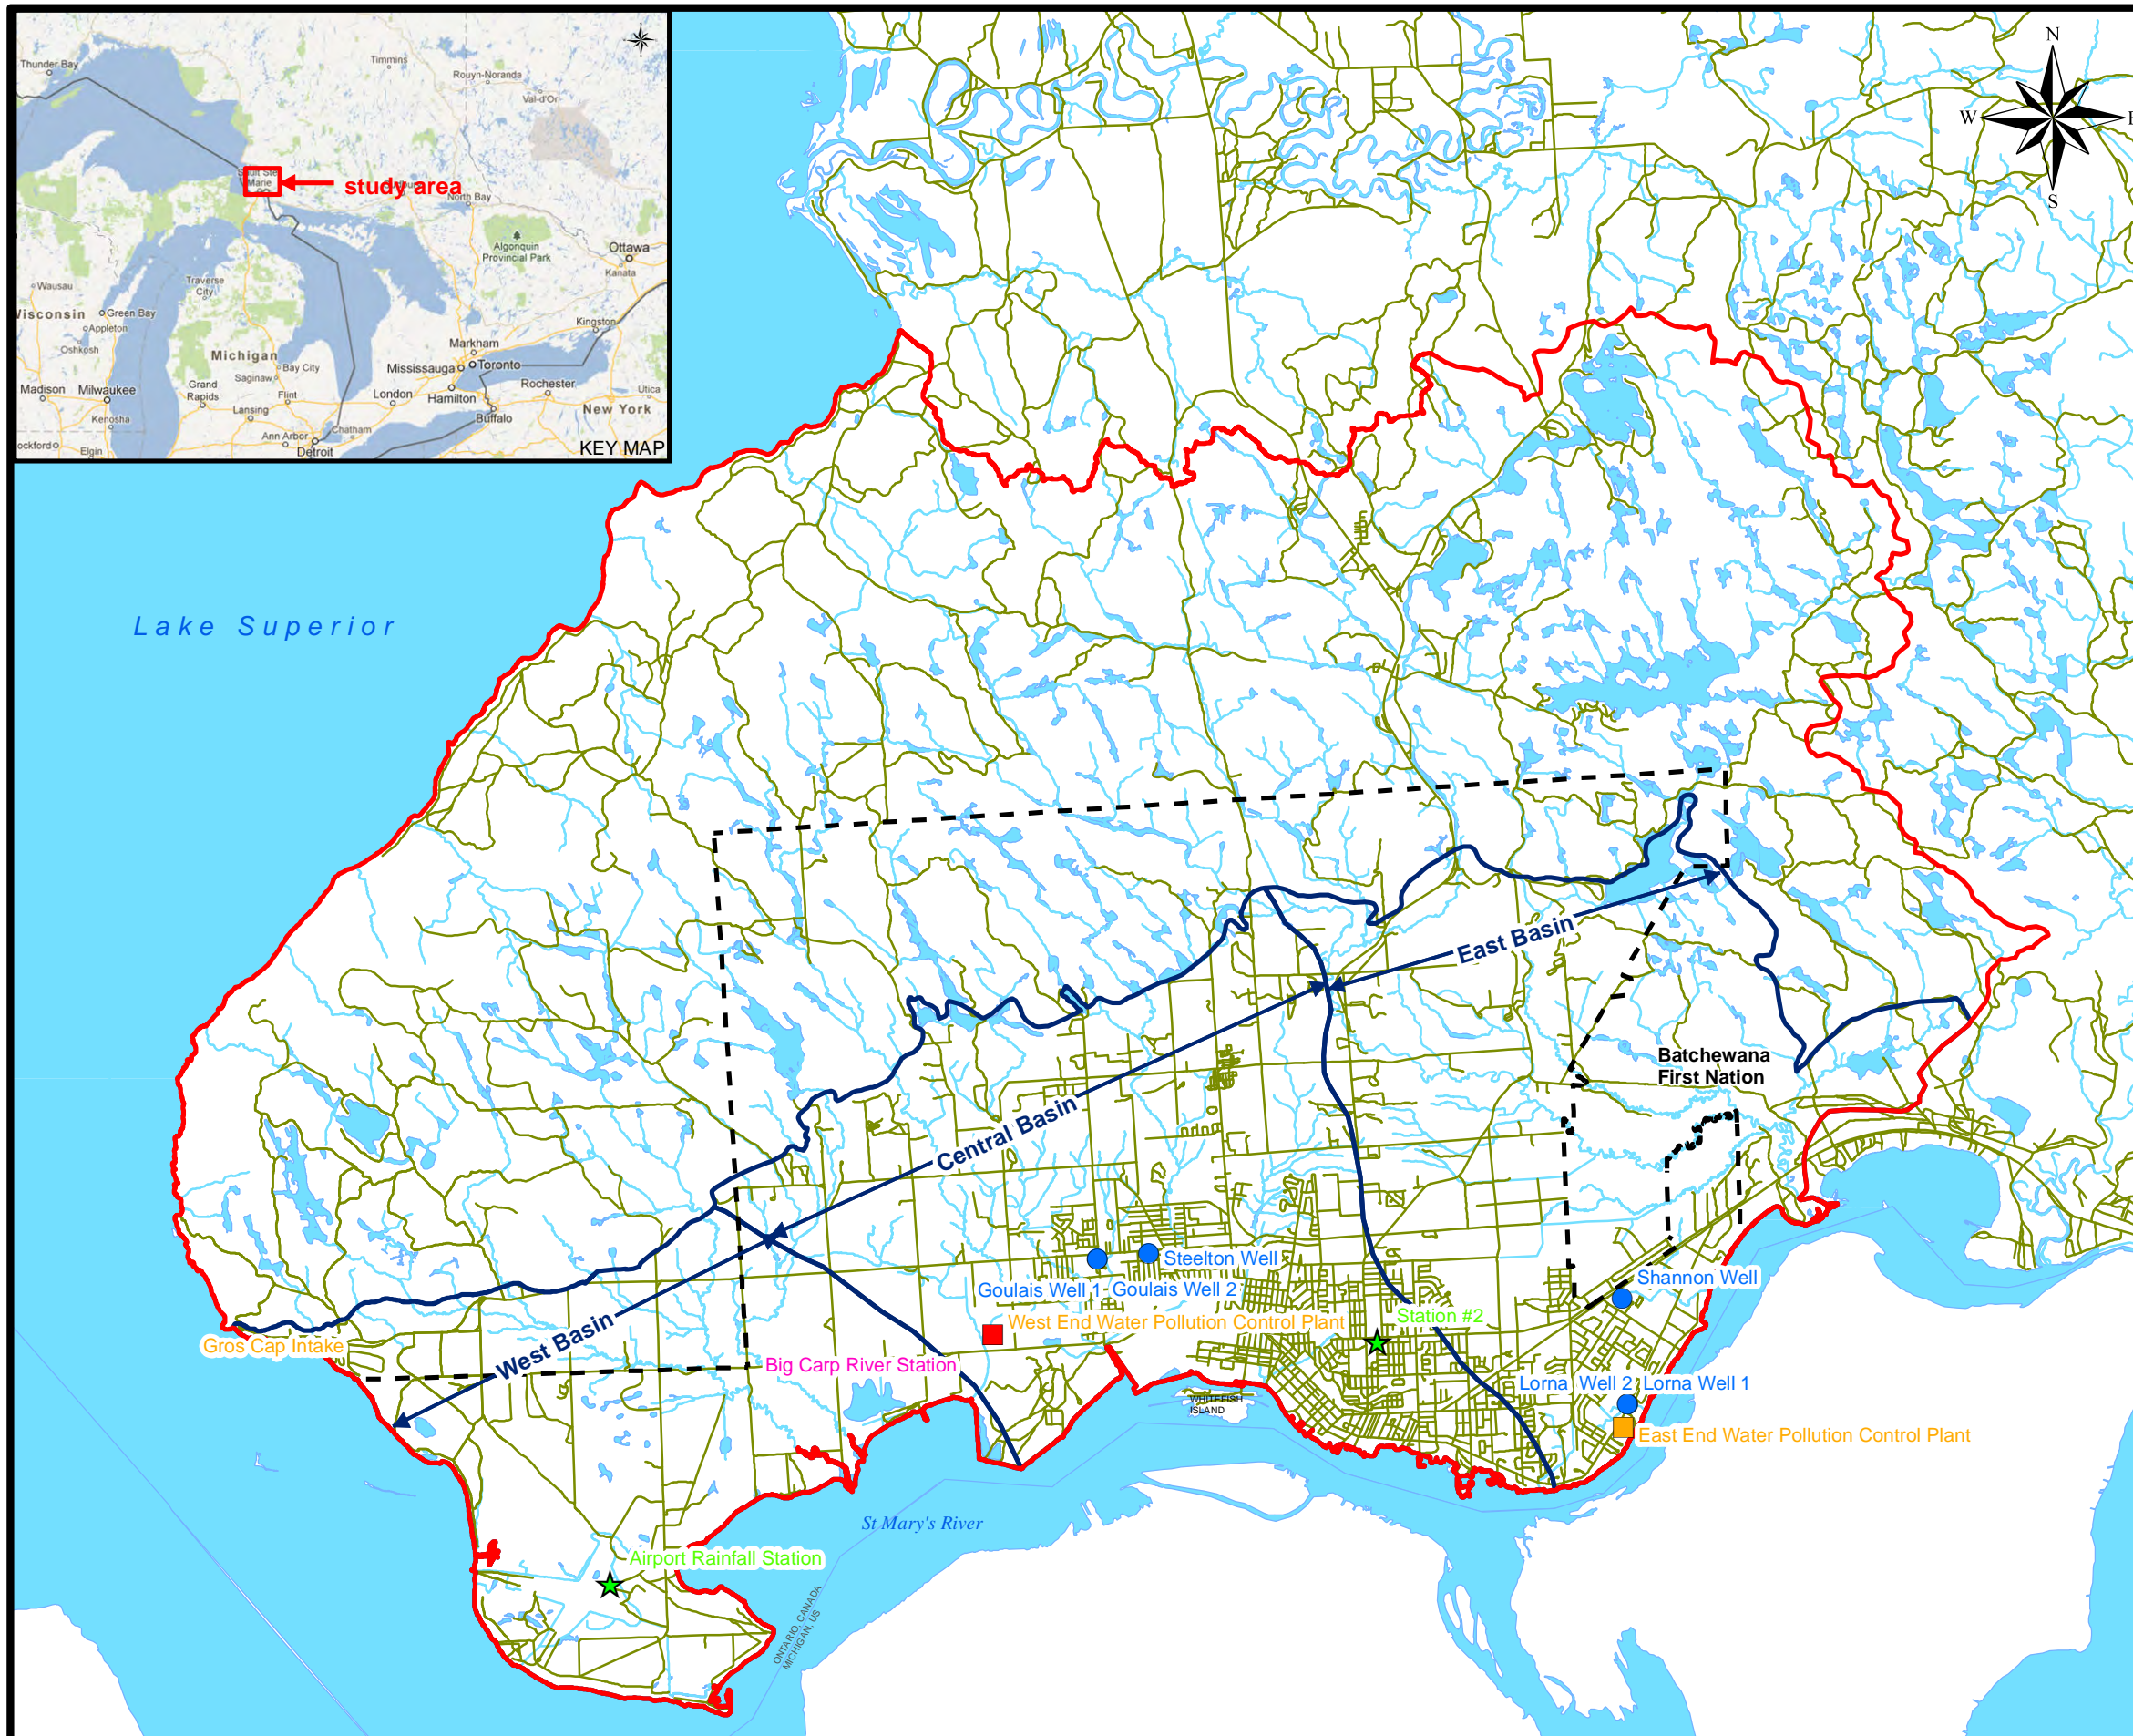 Thunder Bay
Timmins
Rouyn-Noranda
Val-d'Or
Sault Ste
Marie
study area
North Bay
Algonquin
Provincial Park
Ottawa
Kanata
Wausau
Traverse
City
Wisconsin
Green Bay
Appleton
Oshkosh
Michigan
Bay City
Saginaw
Kingston
Markham
Mississauga
Toronto
Madison
Milwaukee
Grand
Rapids
Flint
London
Hamilton
Rochester
Utica
Kenosha
Lansing
Buffalo
New York
ockford
Elgin
Ann Arbor
Chatham
Detroit
KEY MAP
N
W
E
S
Lake Superior
East Basin
Batchewana
First Nation
Central Basin
Steelton Well
Goulais Well 1
Goulais Well 2
Shannon Well
West End Water Pollution Control Plant
Station #2
Gros Cap Intake
West Basin
Big Carp River Station
Lorna Well 2
Lorna Well 1
WHITEFISH
ISLAND
East End Water Pollution Control Plant
St Mary's River
Airport Rainfall Station
ONTARIO, CANADA
MICHIGAN, US